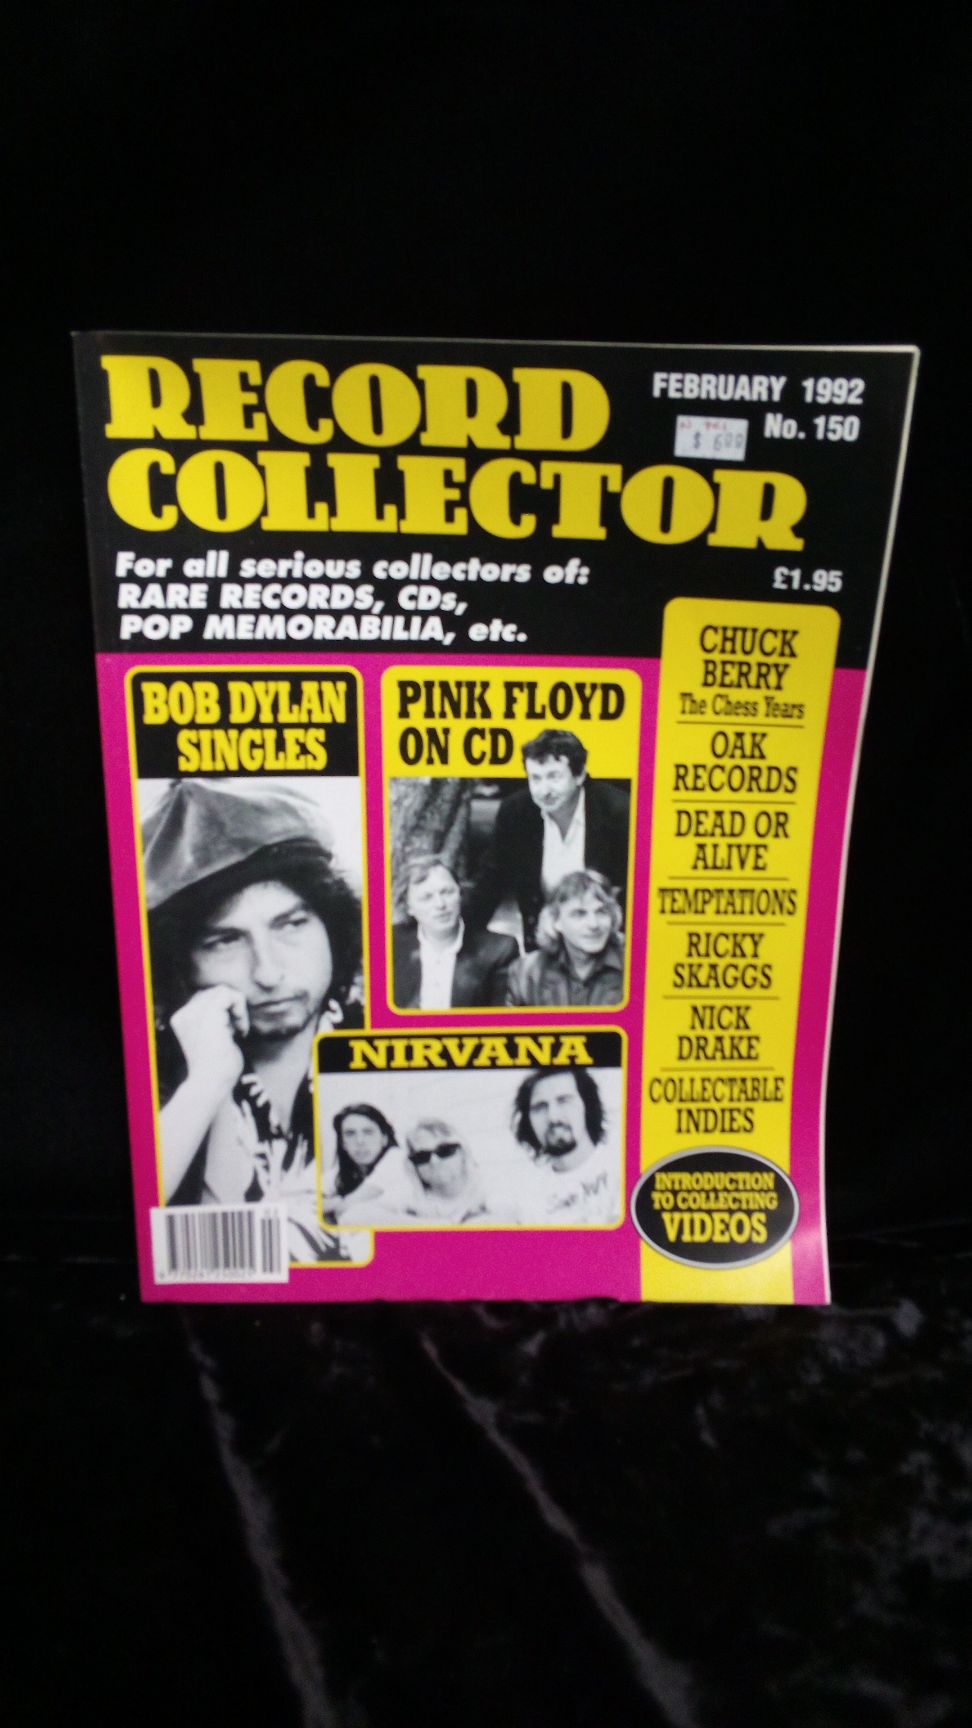 RECORD
COLLECTOR
FEBRUARY 1992
No. 150
$ 600
£1.95
For all serious collectors of:
RARE RECORDS, CDs,
POP MEMORABILIA, etc.
BOB DYLAN
SINGLES
PINK FLOYD
ON CD
NIRVANA
CHUCK
BERRY
The Chess Years
OAK
RECORDS
DEAD OR
ALIVE
TEMPTATIONS
RICKY
SKAGGS
NICK
DRAKE
COLLECTABLE
INDIES
INTRODUCTION
TO COLLECTING
VIDEOS